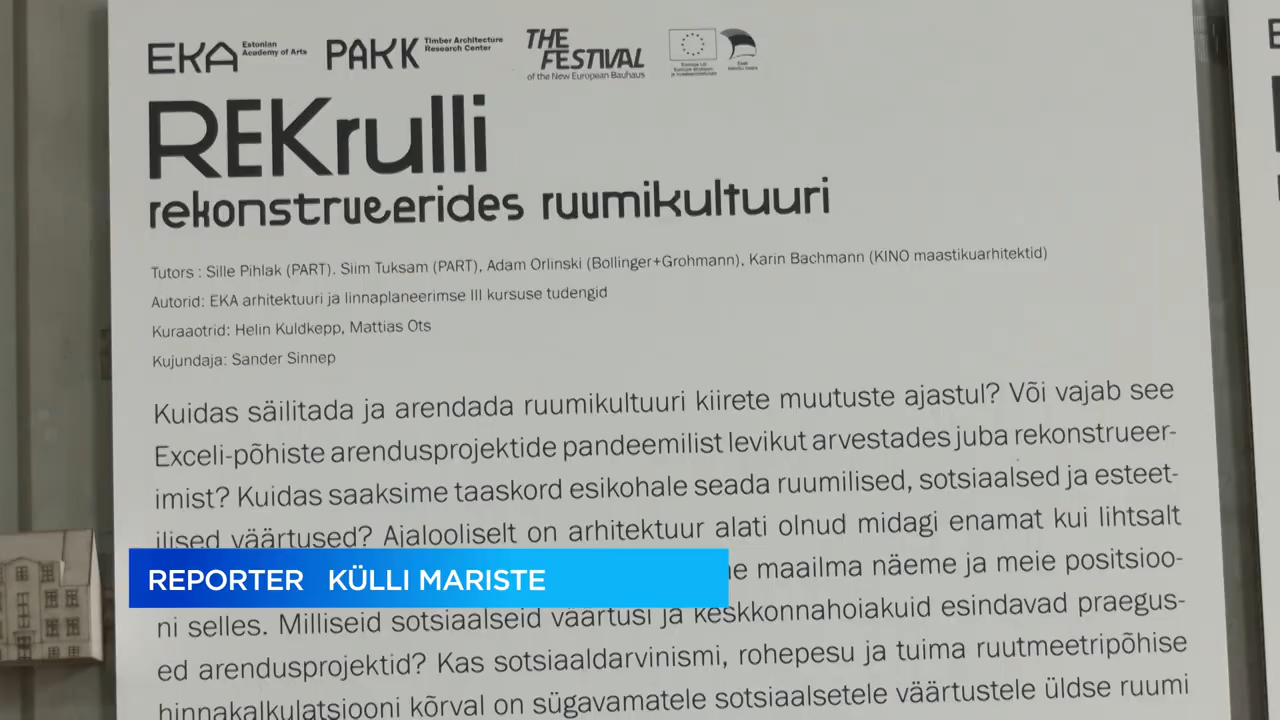 EKA Estonian Academy of Arts PAKK Timber Architecture Research Center THE FESTIVAL of the New European Bauhaus
REKrulli
rekonstrueerides ruumikultuuri
Tutors : Sille Pihlak (PART), Siim Tuksam (PART), Adam Orlinski (Bollinger+Grohmann), Karin Bachmann (KINO maastikuarhitektid)
Autorid: EKA arhitektuuri ja linnaplaneerimse III kursuse tudengid
Kuraaotrid: Helin Kuldkepp, Mattias Ots
Kujundaja: Sander Sinnep
Kuidas säilitada ja arendada ruumikultuuri kiirete muutuste ajastul? Või vajab see
Exceli-põhiste arendusprojektide pandeemilist levikut arvestades juba rekonstrueer-
imist? Kuidas saaksime taaskord esikohale seada ruumilised, sotsiaalsed ja esteet-
ilised väärtused? Ajalooliselt on arhitektuur alati olnud midagi enamat kui lihtsalt
maailma näeme ja meie positsioo-
REPORTER KÜLLI MARISTE
ni selles. Milliseid sotsiaalseid väärtusi ja keskkonnahoiakuid esindavad praegus-
ed arendusprojektid? Kas sotsiaaldarvinismi, rohepesu ja tuima ruutmeetripõhise
hinnakalkulatsiooni kõrval on sügavamatele sotsiaalsetele väärtustele üldse ruumi